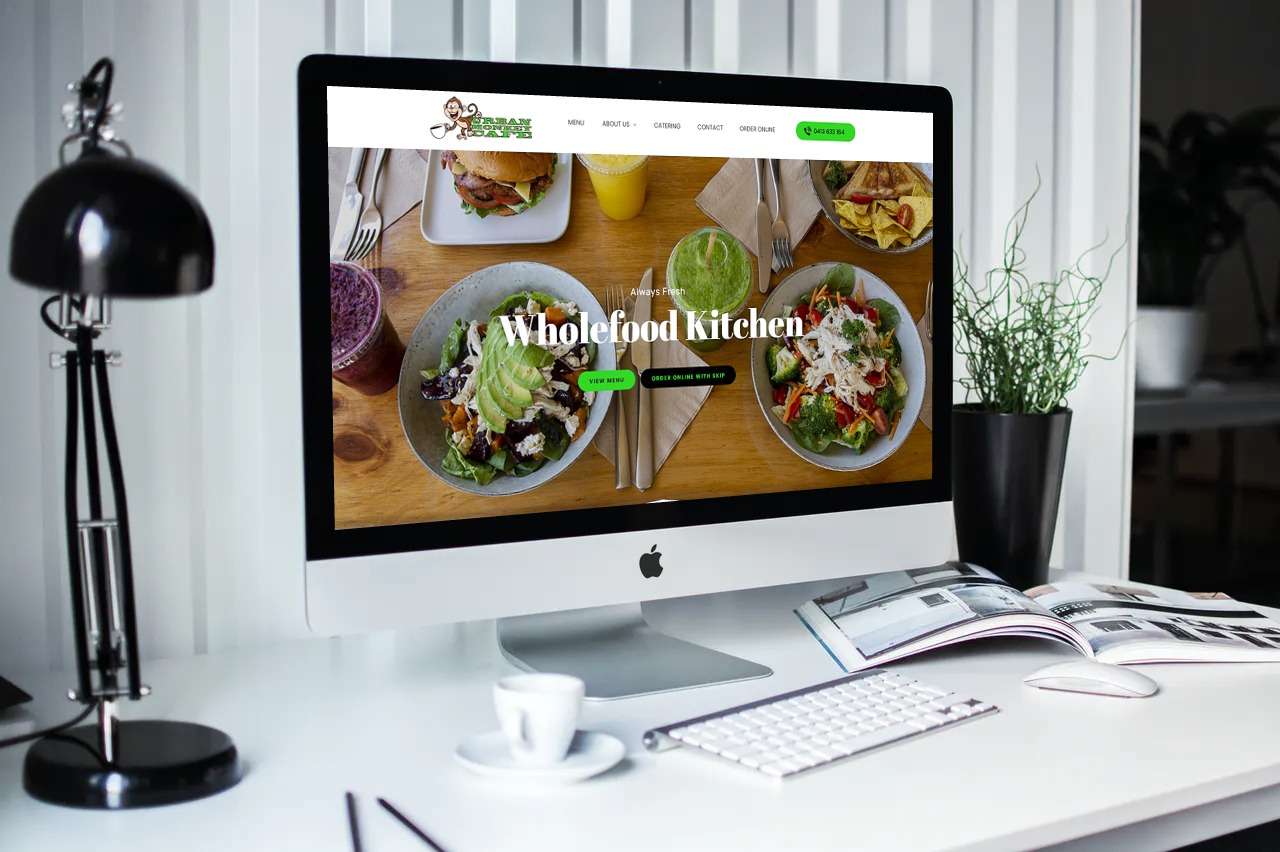 URBAN
MONKEY
CAFE
MENU
ABOUT US
CATERING
CONTACT
ORDER ONLINE
0413 633 164
Always Fresh
Wholefood Kitchen
VIEW MENU
ORDER ONLINE WITH SKIP